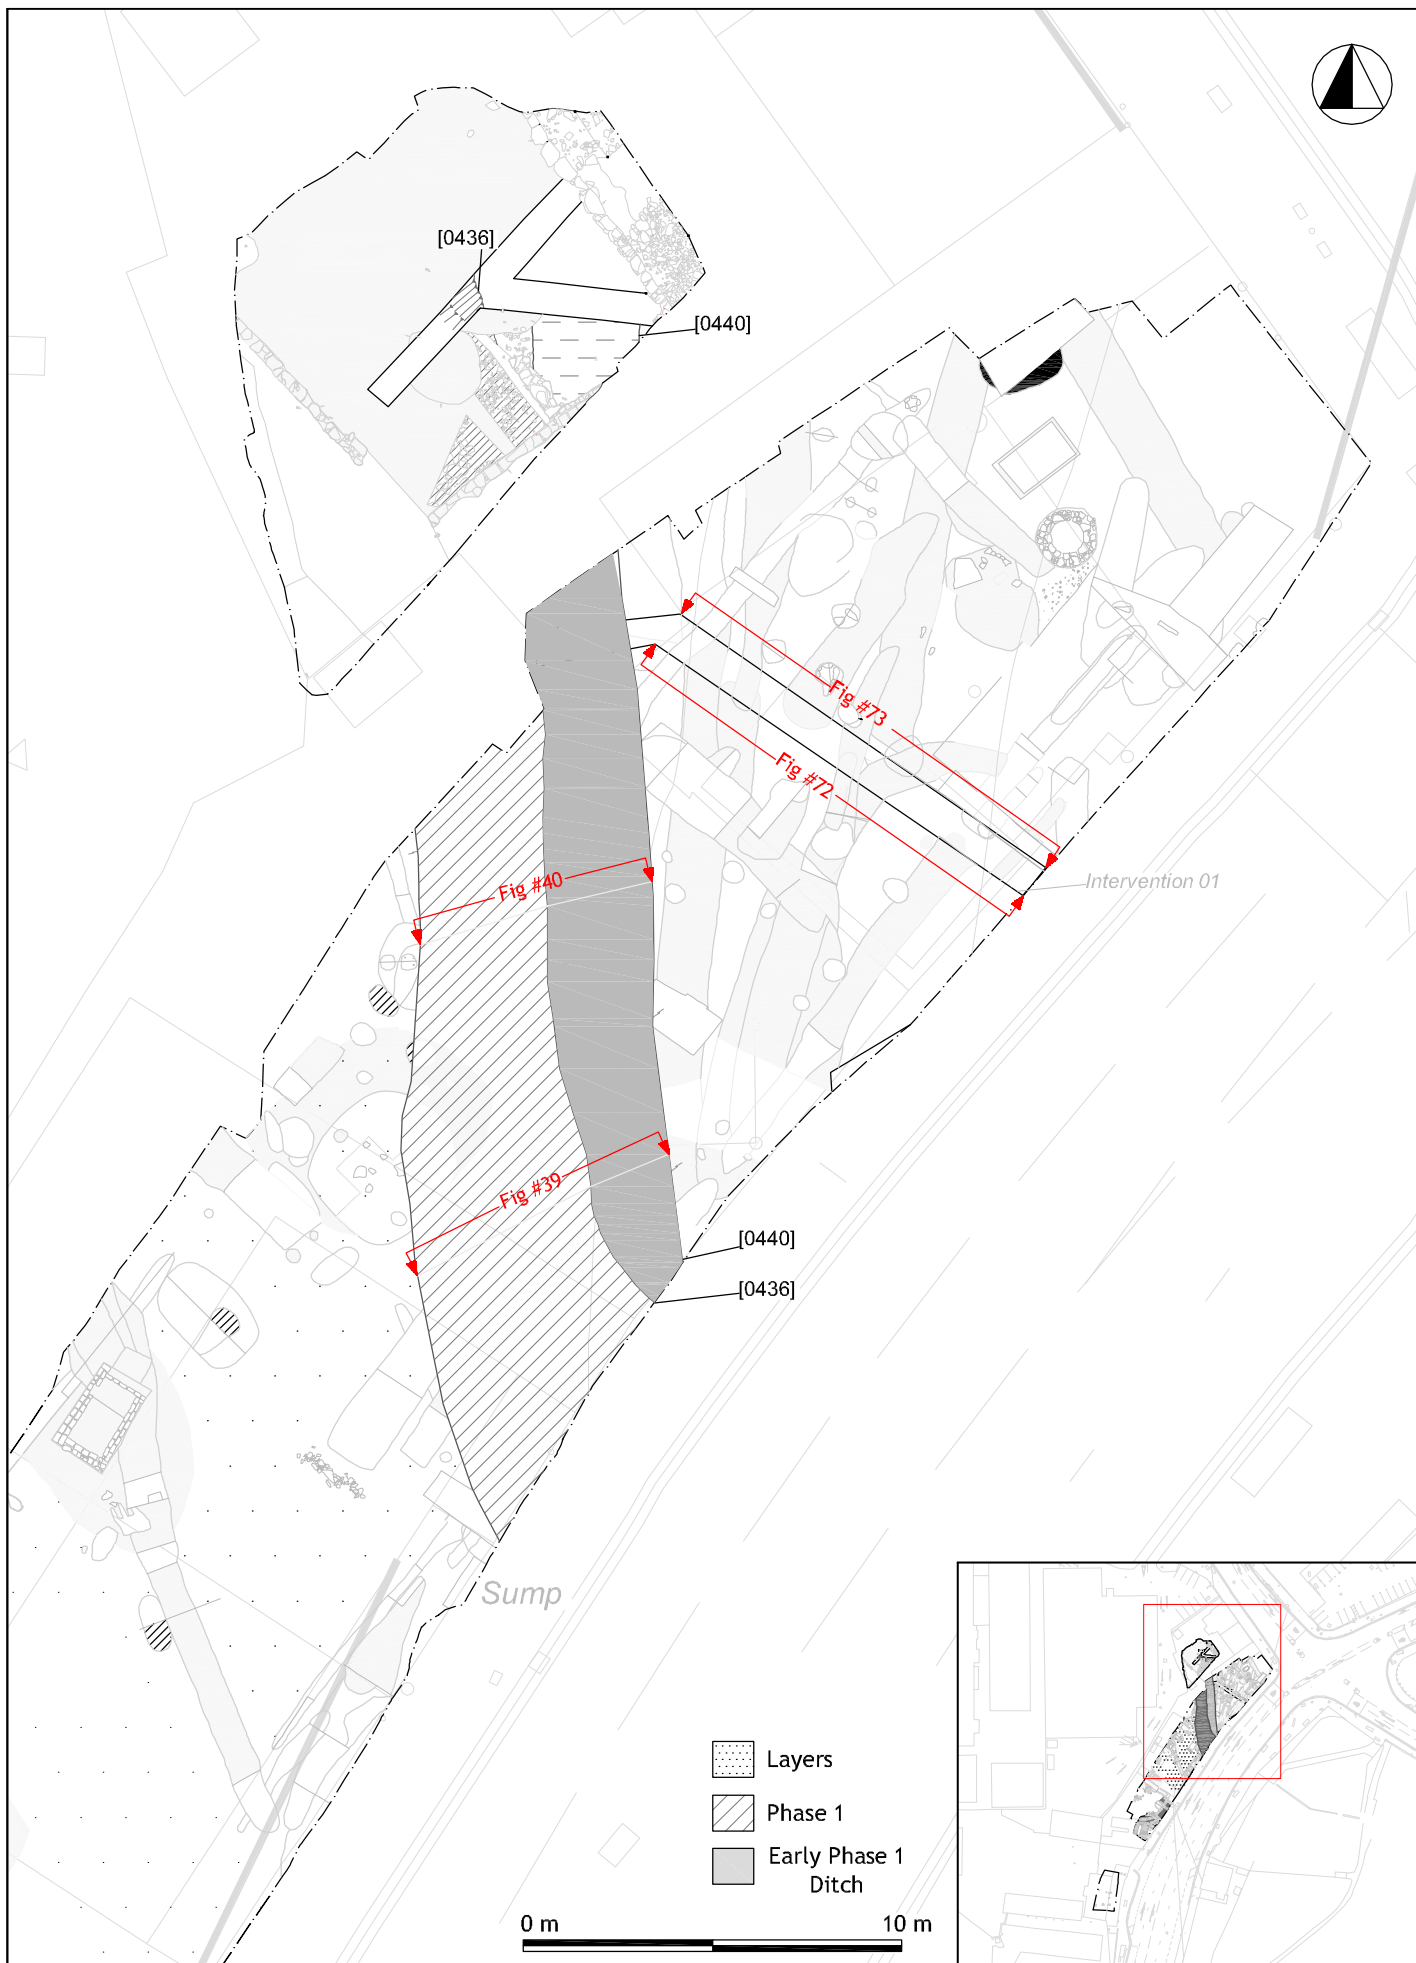 [0436]
[0440]
Fig #73
Fig #72
Fig #40
Intervention 01
Fig #39
[0440]
[0436]
Sump
Layers
Phase 1
Early Phase 1
Ditch
0 m
10 m